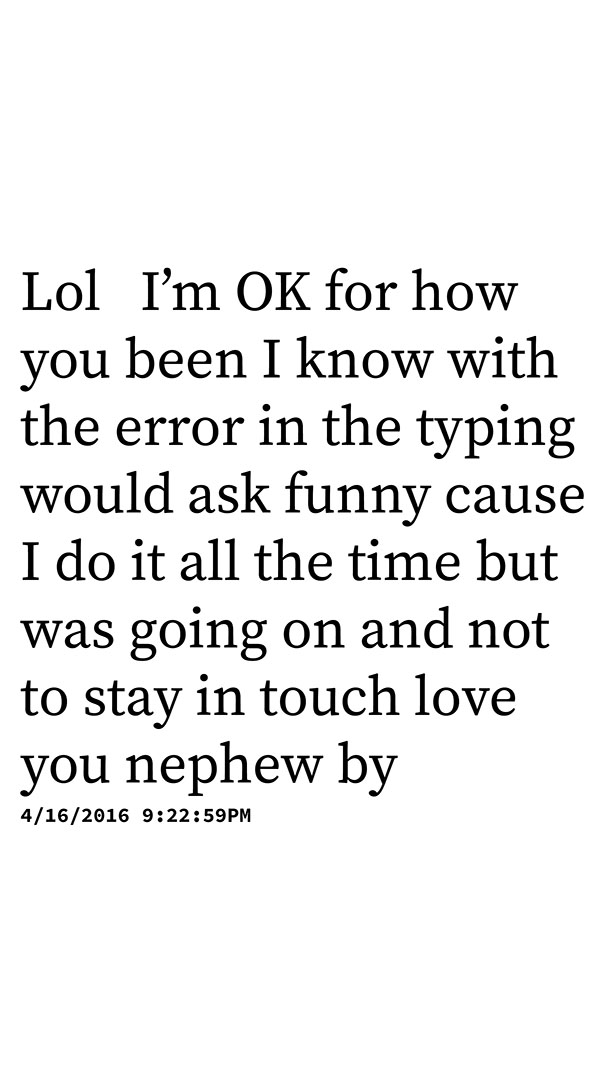 Lol   I’m OK for how
you been I know with
the error in the typing
would ask funny cause
I do it all the time but
was going on and not
to stay in touch love
you nephew by
4/16/2016 9:22:59PM